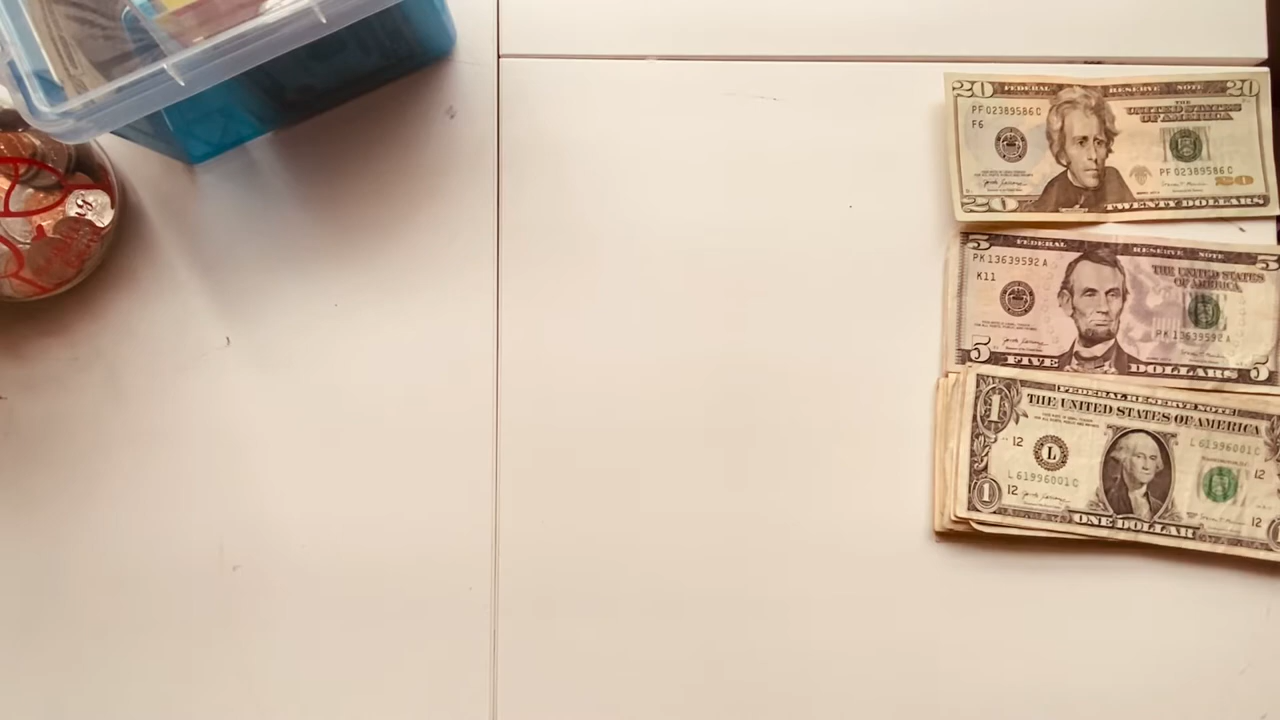 20 FEDERAL RESERVE NOTE 20
THE
UNITED STATES
OF AMERICA
PF 02389586 C
F6
PF 02389586 C
20
20 TWENTY DOLLARS
5 FEDERAL RESERVE NOTE 5
PK 13639592 A
THE UNITED STATES
OF AMERICA
K11
PK 13639592 A
5 FIVE DOLLARS 5
FEDERAL RESERVE NOTE
1 THE UNITED STATES OF AMERICA
L 61996001 C
12 L 12
L 61996001 C
1 12 12
ONE DOLLAR